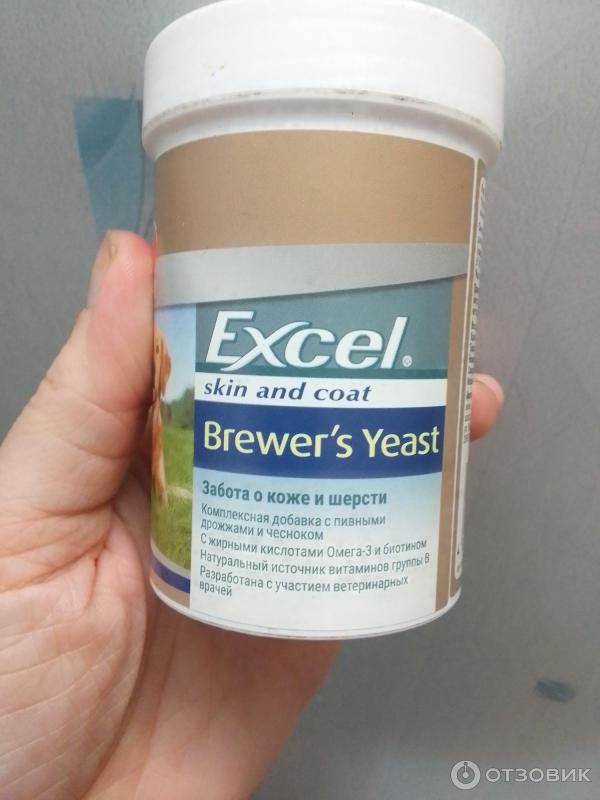 Excel®
skin and coat
Brewer's Yeast
Забота о коже и шерсти
Комплексная добавка с пивными
дрожжами и чесноком
С жирными кислотами Омега-3 и биотином
Натуральный источник витаминов группы В
Разработана с участием ветеринарных
врачей
ОТЗОВИК